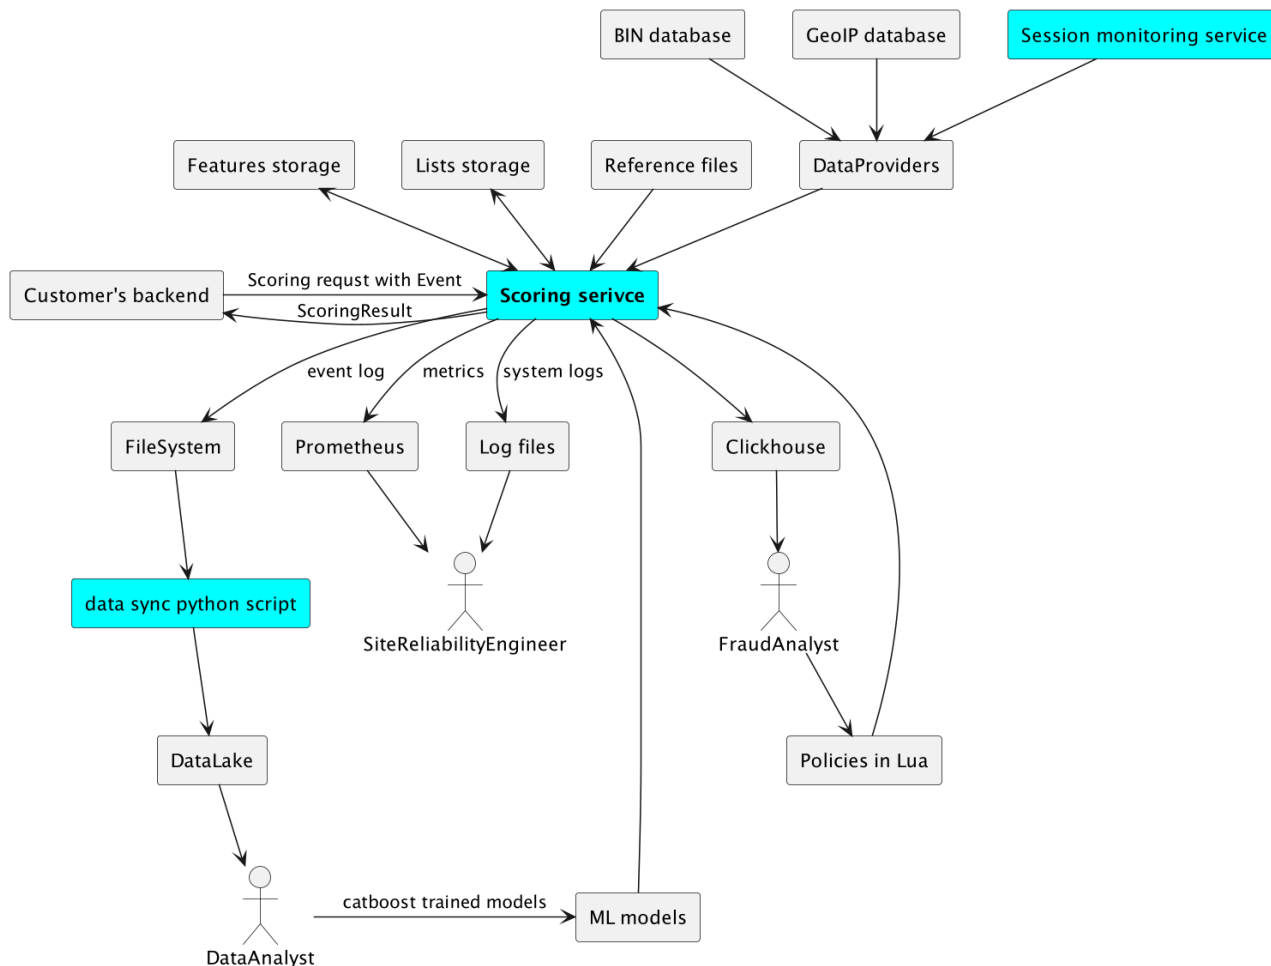 BIN database
GeoIP database
Session monitoring service
Features storage
Lists storage
Reference files
DataProviders
Customer's backend
Scoring requst with Event
ScoringResult
Scoring serivce
event log
metrics
system logs
FileSystem
Prometheus
Log files
Clickhouse
data sync python script
SiteReliabilityEngineer
FraudAnalyst
DataLake
Policies in Lua
catboost trained models
ML models
DataAnalyst